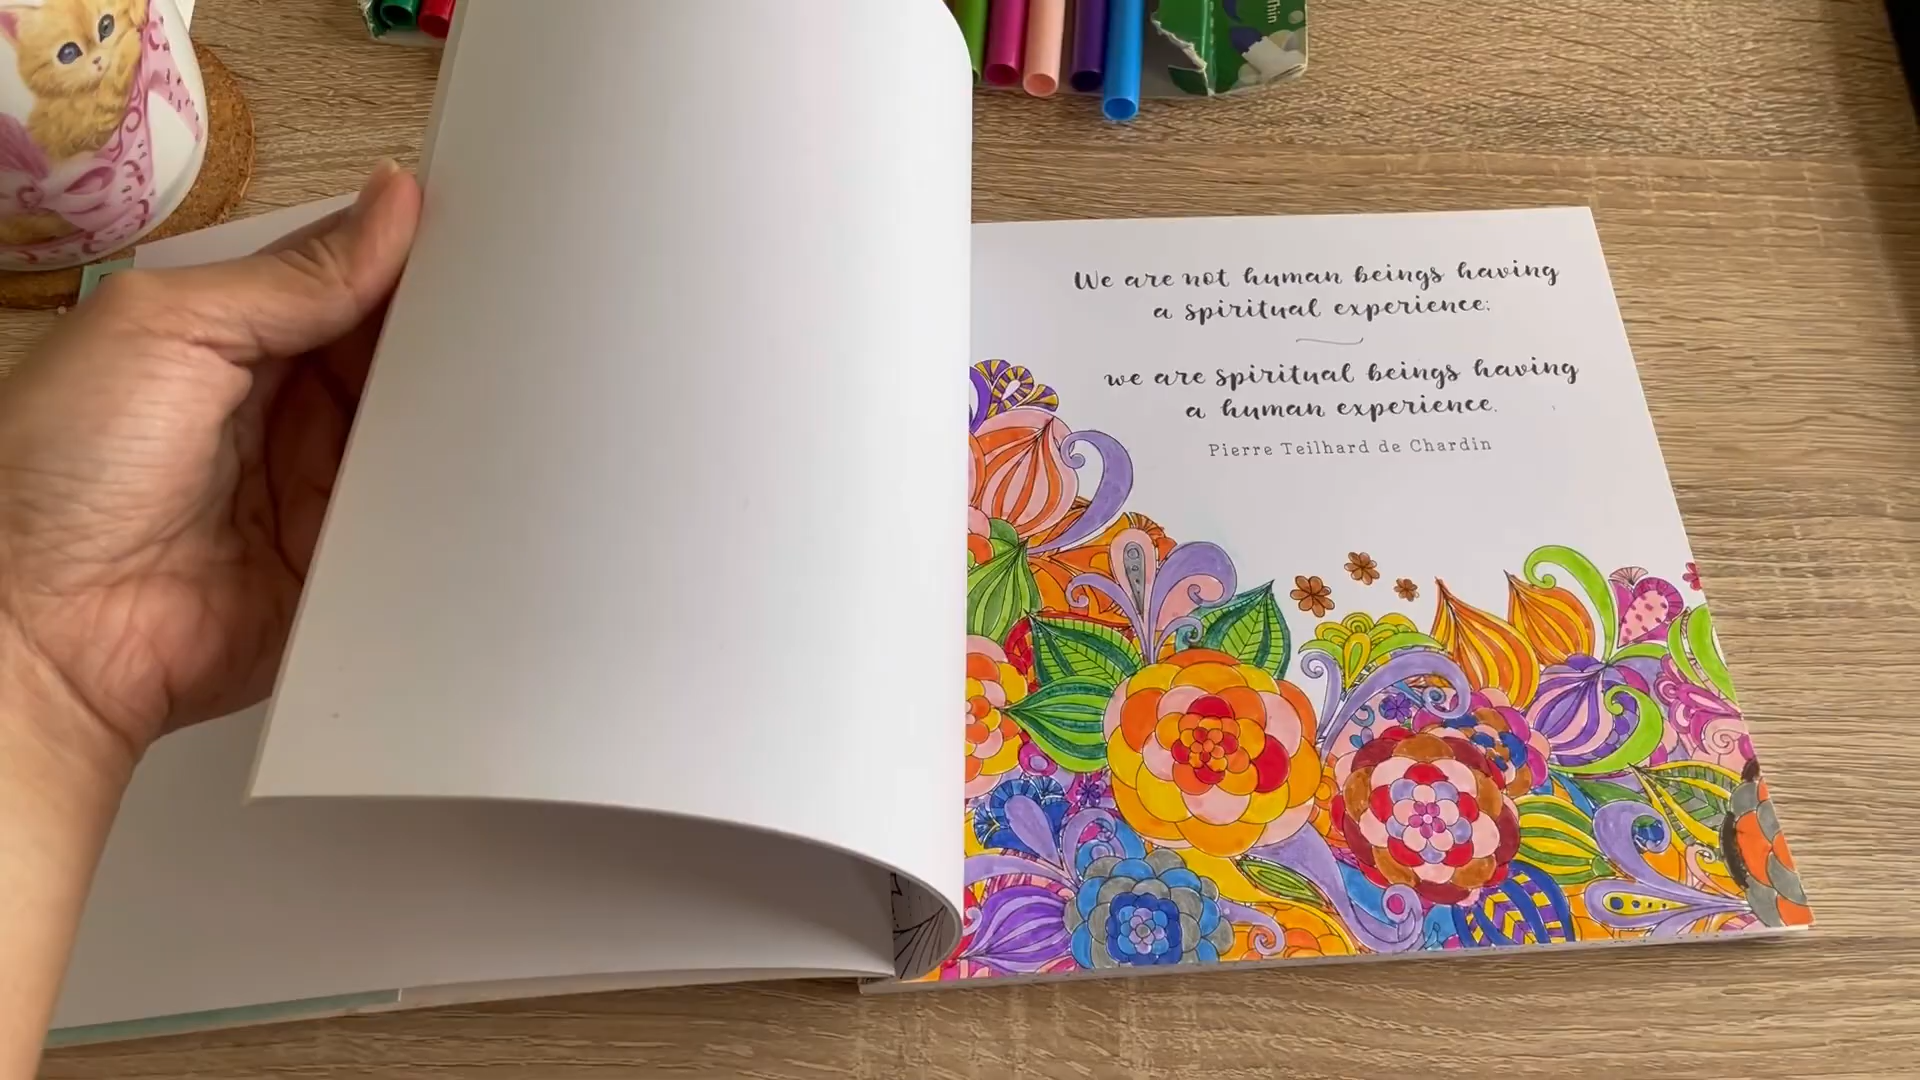 We are not human beings having
a spiritual experience;
we are spiritual beings having
a human experience.
Pierre Teilhard de Chardin